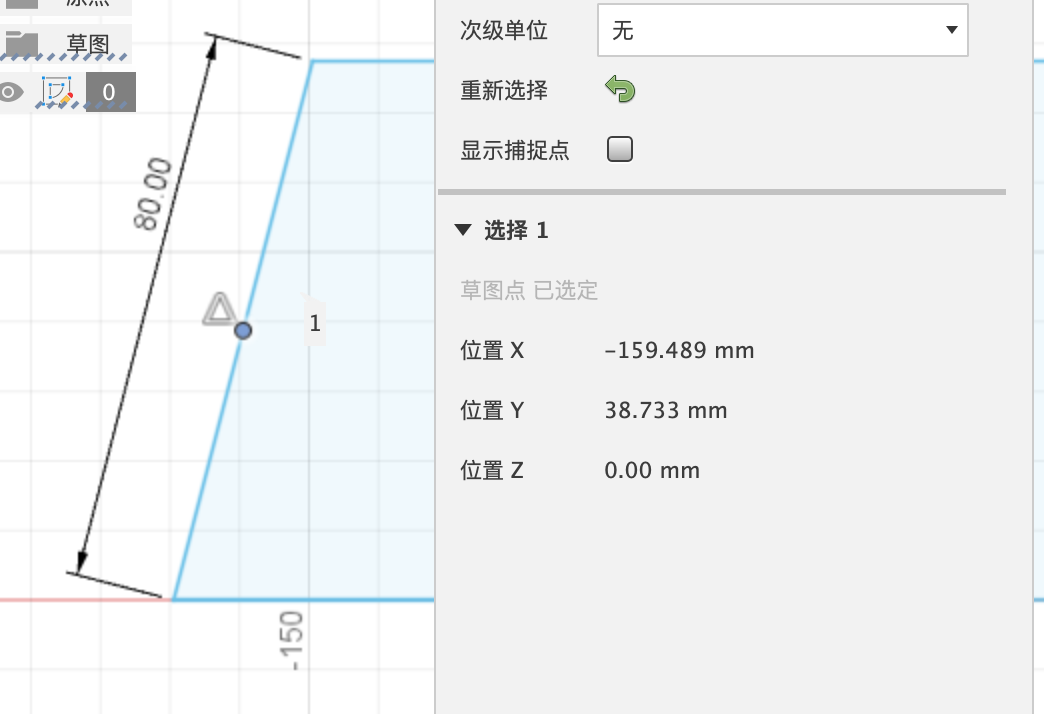 草图
0
80.00
1
-150
次级单位 无
重新选择
显示捕捉点
选择 1
草图点 已选定
位置 X -159.489 mm
位置 Y 38.733 mm
位置 Z 0.00 mm